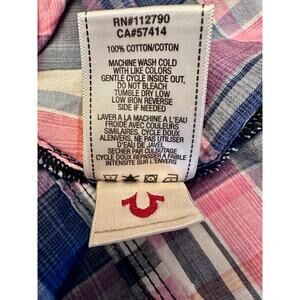 RN#112790
CA#57414
100% COTTON/COTON
MACHINE WASH COLD
WITH LIKE COLORS
GENTLE CYCLE INSIDE OUT,
DO NOT BLEACH
TUMBLE DRY LOW
LOW IRON REVERSE
SIDE IF NEEDED
LAVER A LA MACHINE A L'EAU
FROIDE AVEC COULEURS
SIMILAIRES, CYCLE DOUX
ALENVERS, NE PAS UTILISER
D'EAU DE JAVEL
SECHER PAR CULBUTAGE
CYCLE DOUX REPASSER A FAIBLE
INTENSITE SUR L'ENVERS